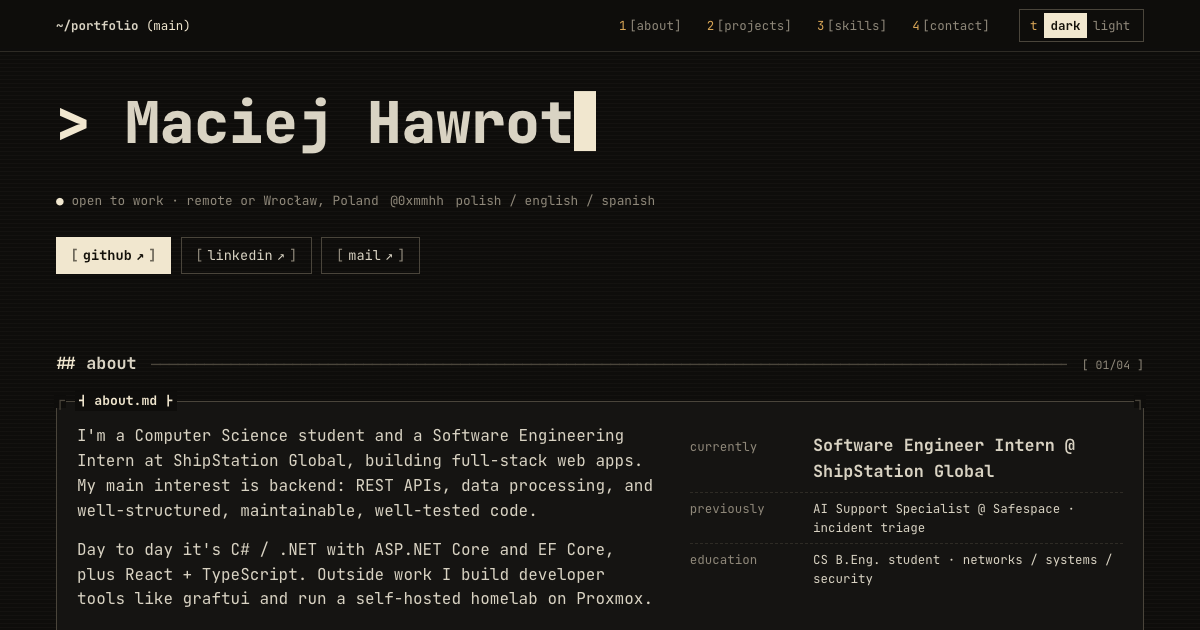 ~/portfolio (main)
1 [about] 2 [projects] 3 [skills] 4 [contact] t dark light
> Maciej Hawrot
● open to work · remote or Wrocław, Poland @0xmmhh polish / english / spanish
[ github ↗ ] [ linkedin ↗ ] [ mail ↗ ]
## about [ 01/04 ]
┤ about.md ├
I'm a Computer Science student and a Software Engineering
Intern at ShipStation Global, building full-stack web apps.
My main interest is backend: REST APIs, data processing, and
well-structured, maintainable, well-tested code.
Day to day it's C# / .NET with ASP.NET Core and EF Core,
plus React + TypeScript. Outside work I build developer
tools like graftui and run a self-hosted homelab on Proxmox.
currently Software Engineer Intern @
ShipStation Global
previously AI Support Specialist @ Safespace ·
incident triage
education CS B.Eng. student · networks / systems /
security